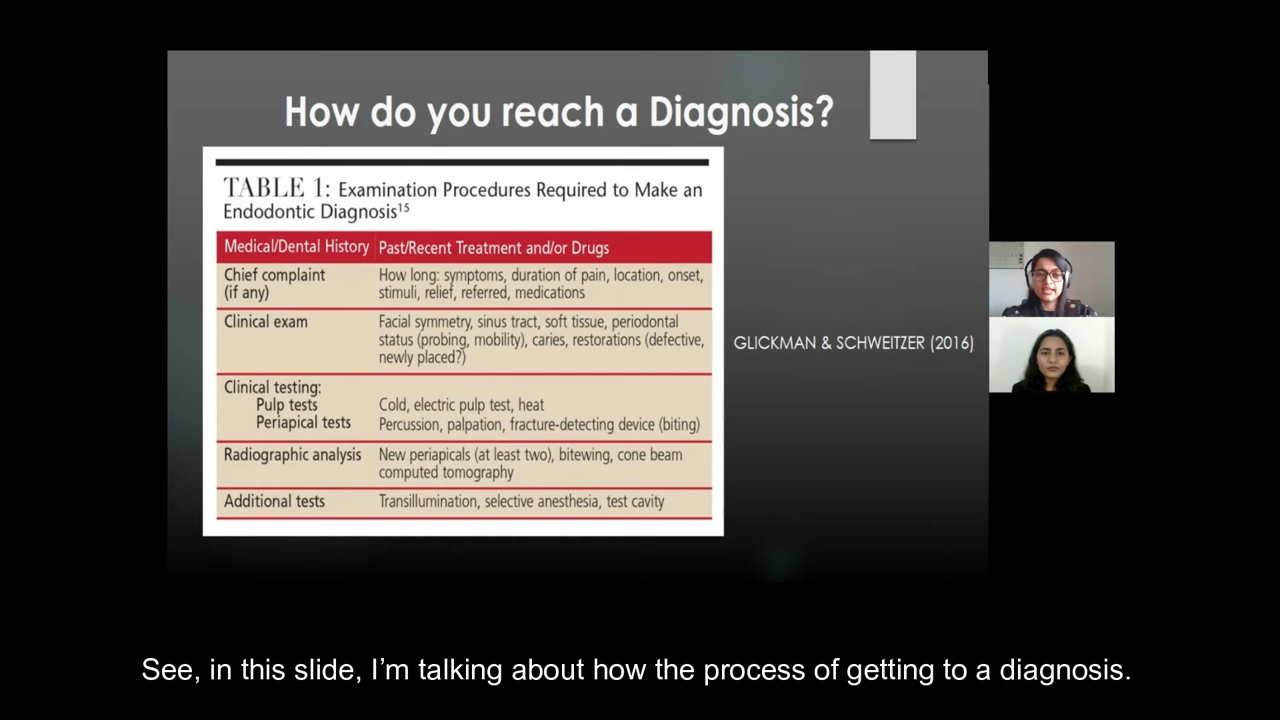 How do you reach a Diagnosis?
TABLE 1: Examination Procedures Required to Make an
Endodontic Diagnosis¹⁵
Medical/Dental History Past/Recent Treatment and/or Drugs
Chief complaint How long: symptoms, duration of pain, location, onset,
(if any) stimuli, relief, referred, medications
Clinical exam Facial symmetry, sinus tract, soft tissue, periodontal
status (probing, mobility), caries, restorations (defective,
newly placed?)
Clinical testing:
Pulp tests Cold, electric pulp test, heat
Periapical tests Percussion, palpation, fracture-detecting device (biting)
Radiographic analysis New periapicals (at least two), bitewing, cone beam
computed tomography
Additional tests Transillumination, selective anesthesia, test cavity
GLICKMAN & SCHWEITZER (2016)
See, in this slide, I’m talking about how the process of getting to a diagnosis.